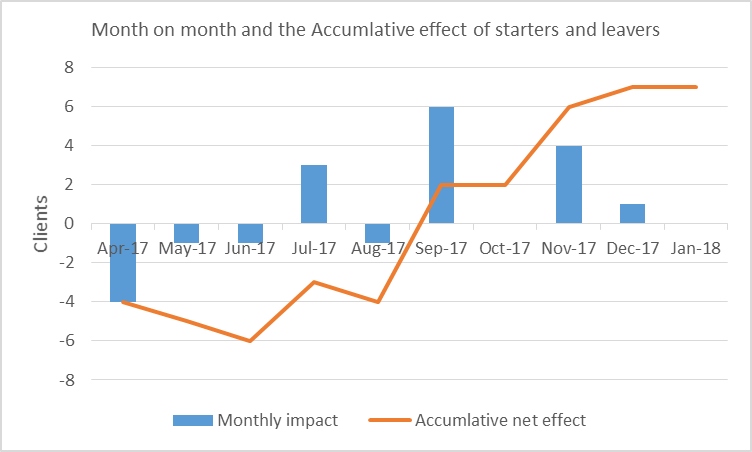 Month on month and the Accumlative effect of starters and leavers
8
6
4
2
0
-2
-4
-6
-8
Clients
Apr-17 May-17 Jun-17 Jul-17 Aug-17 Sep-17 Oct-17 Nov-17 Dec-17 Jan-18
Monthly impact Accumlative net effect